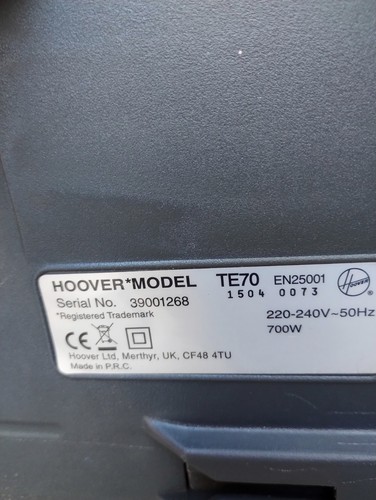 HOOVER*MODEL TE70 EN25001 Hoover ®
Serial No. 39001268 1504 0073
*Registered Trademark 220-240V~50Hz
CE 700W
Hoover Ltd, Merthyr, UK, CF48 4TU
Made in P.R.C.